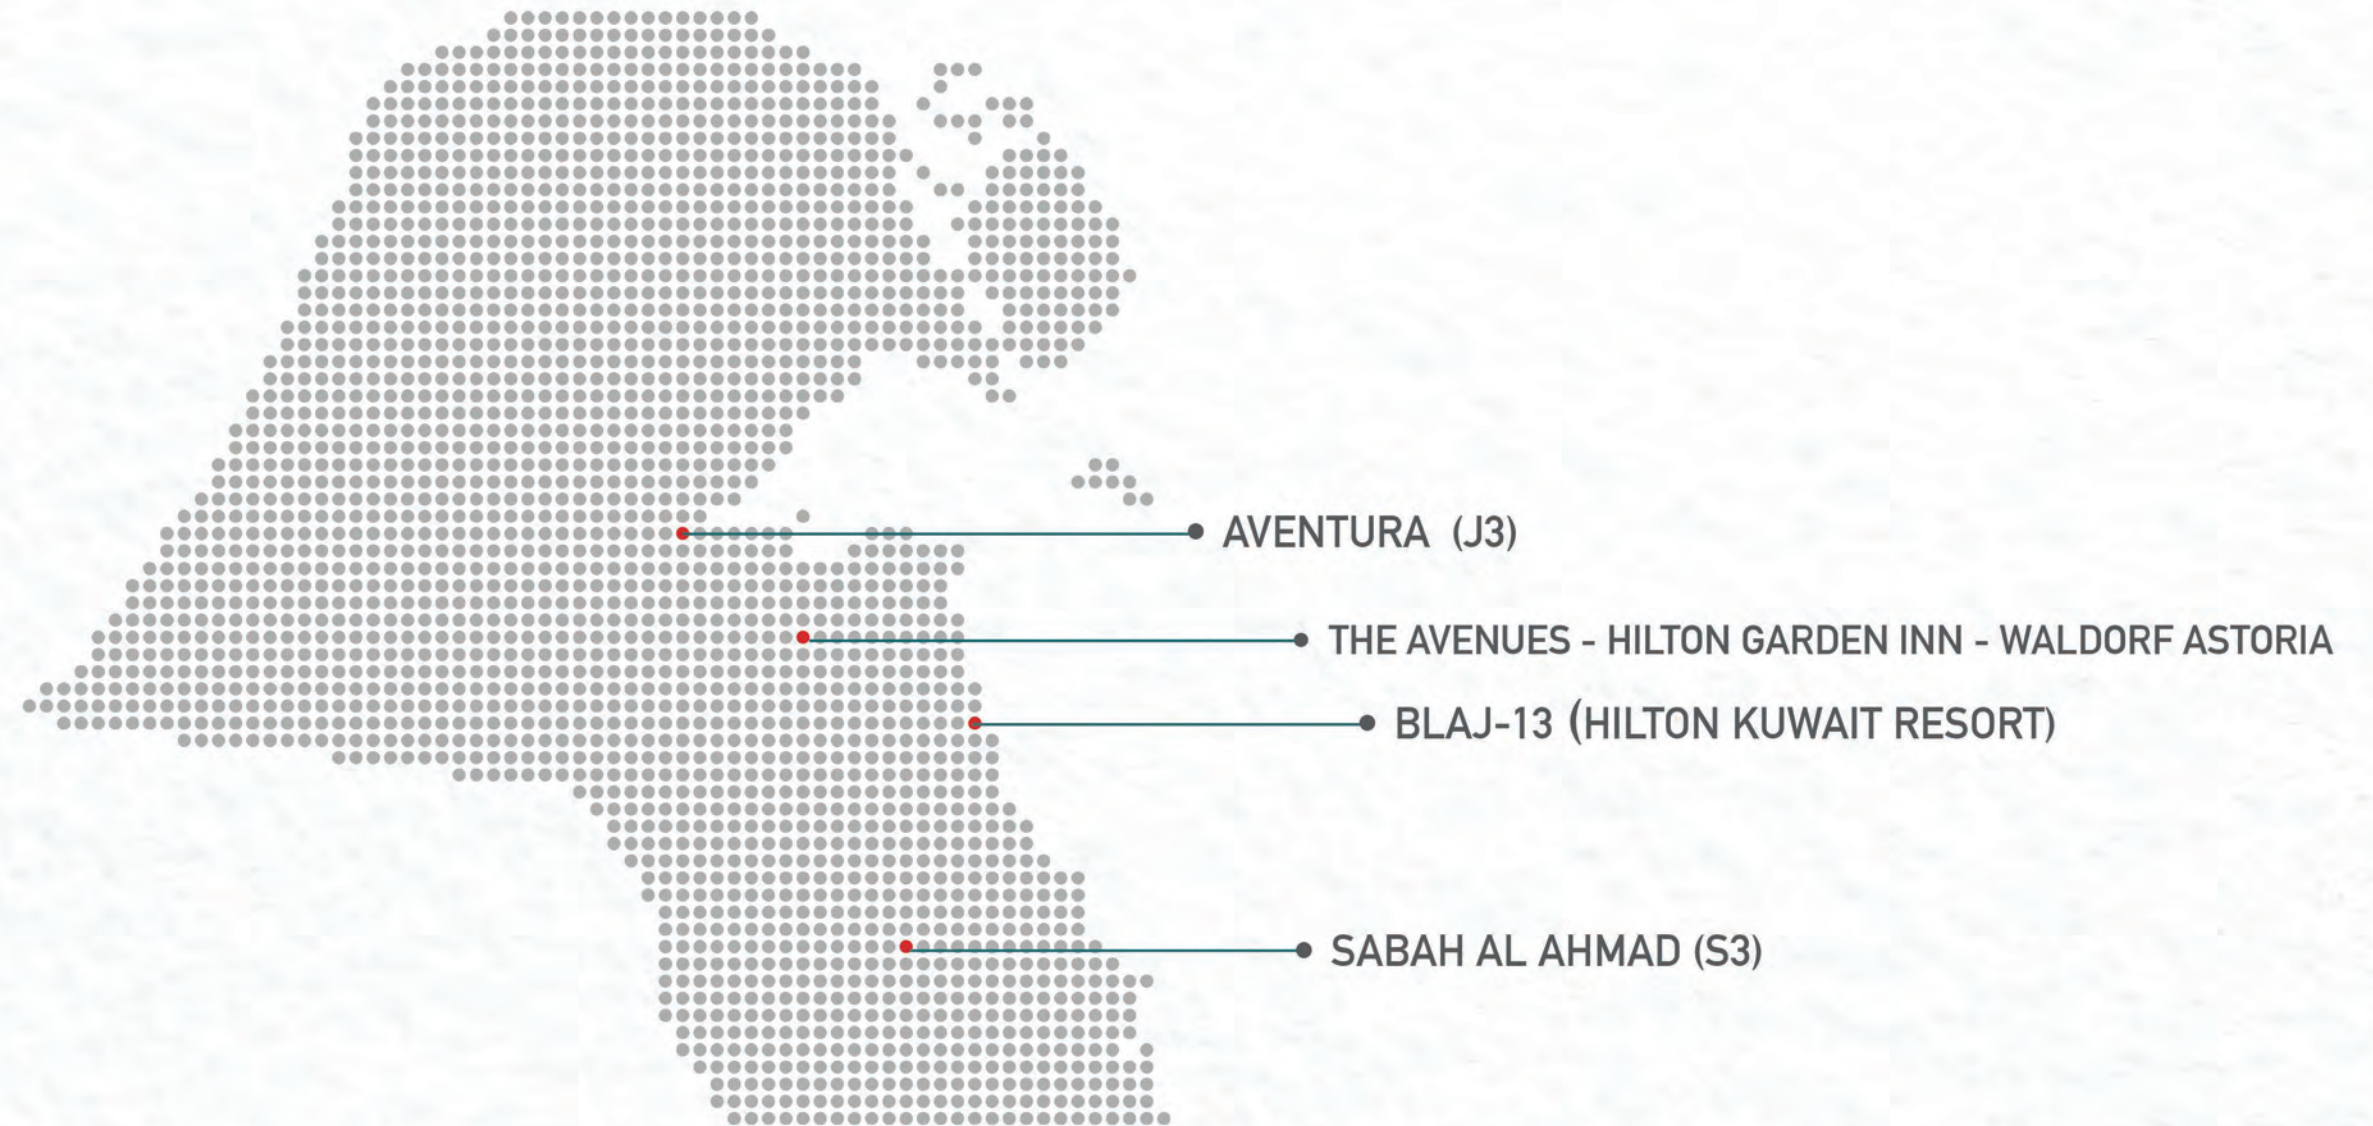 AVENTURA (J3)
THE AVENUES - HILTON GARDEN INN - WALDORF ASTORIA
BLAJ-13 (HILTON KUWAIT RESORT)
SABAH AL AHMAD (S3)